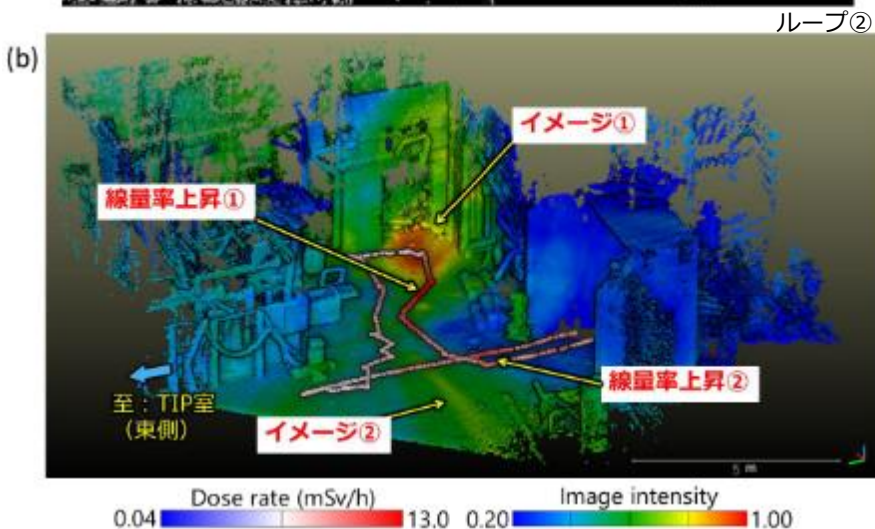 ループ②
(b)
イメージ①
線量率上昇①
線量率上昇②
至：TIP室
（東側）
イメージ②
5 m
Dose rate (mSv/h)
Image intensity
0.04
13.0
0.20
1.00